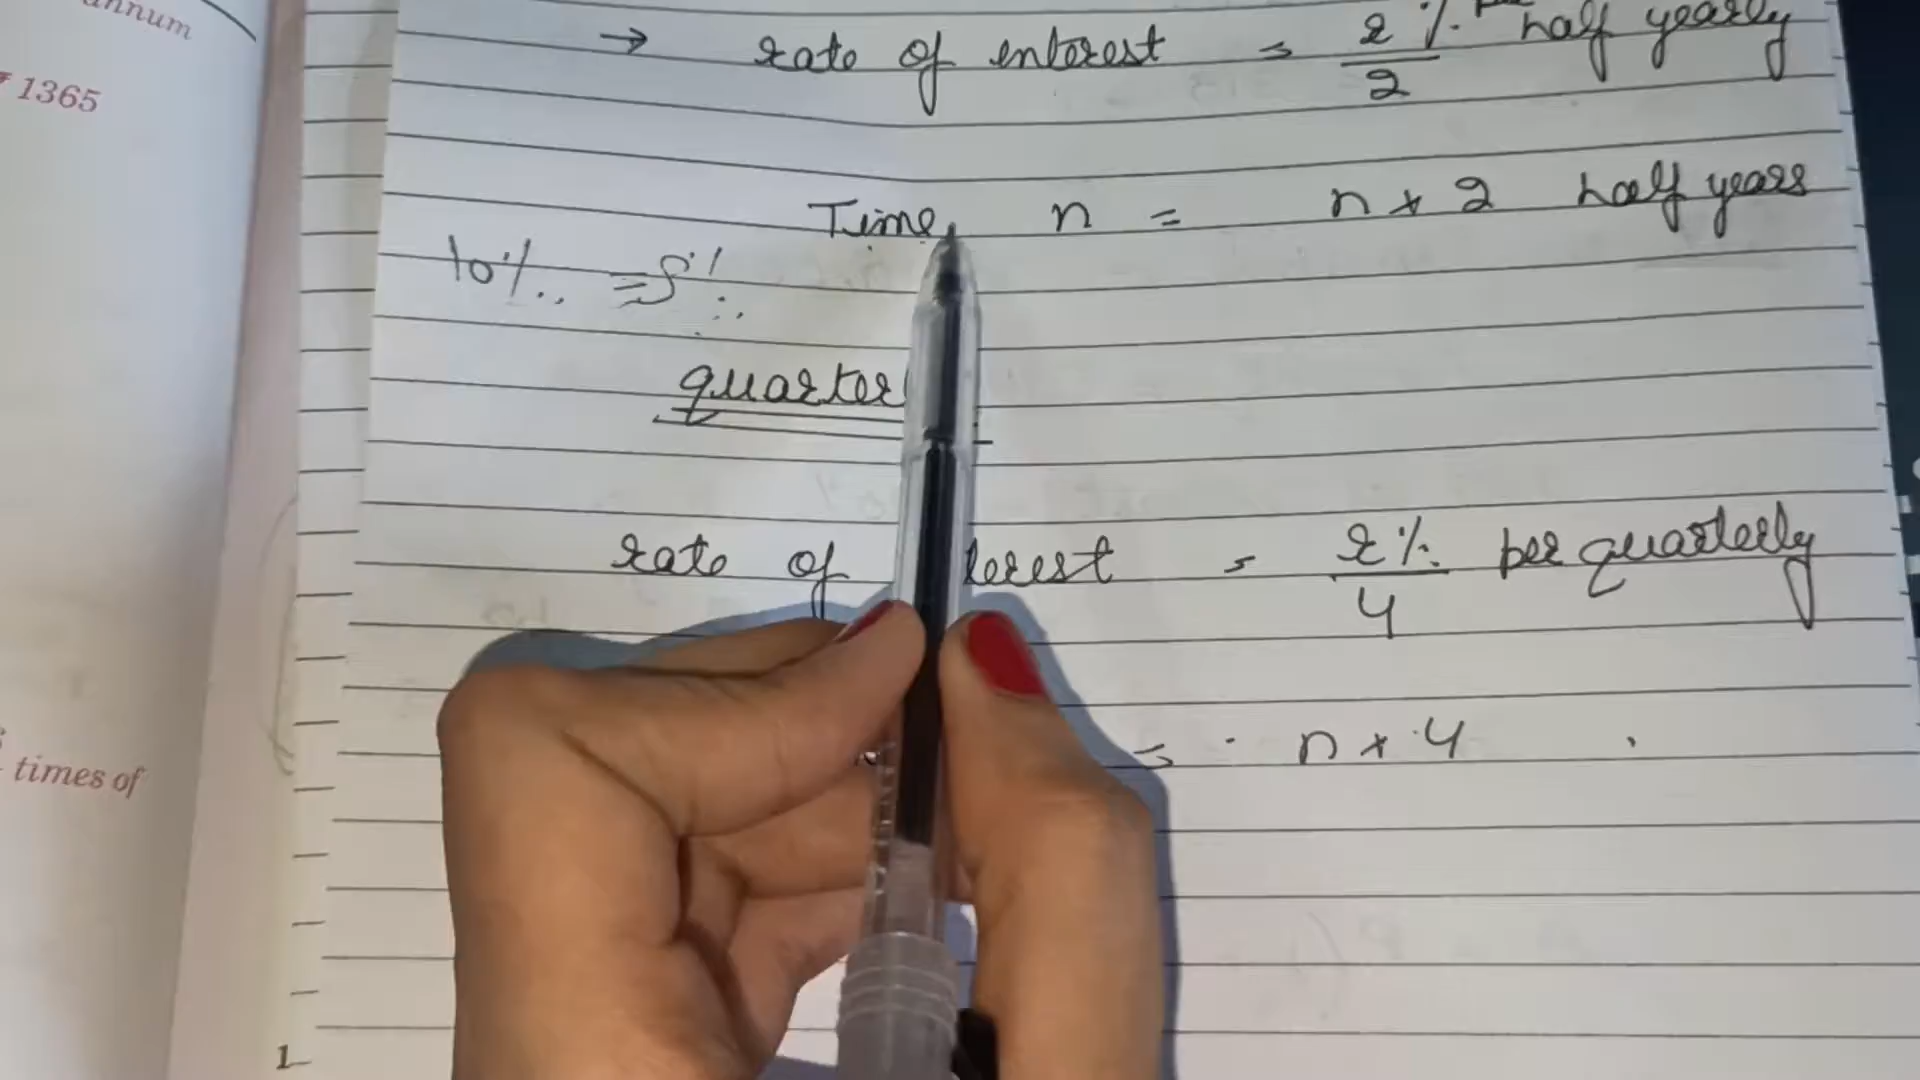 annum
₹ 1365
times of
→ rate of interest = r/2 % half yearly
Time, n = n × 2 half years
10% = 5%
quarter
rate of terest = r%/4 per quarterly
= n × 4
1